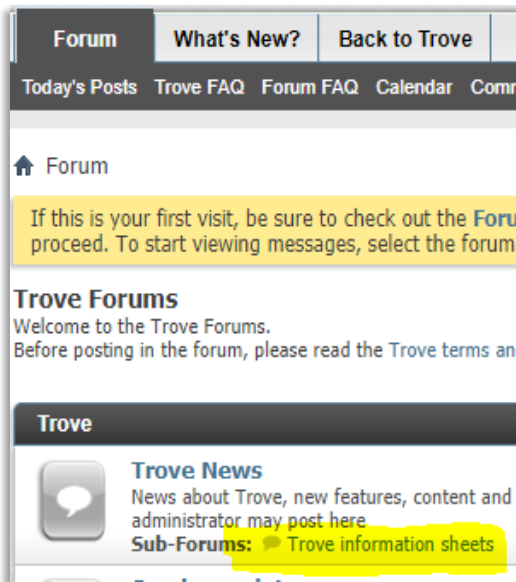 Forum What's New? Back to Trove
Today's Posts Trove FAQ Forum FAQ Calendar
Forum
If this is your first visit, be sure to check out the
proceed. To start viewing messages, select the forum
Trove Forums
Welcome to the Trove Forums.
Before posting in the forum, please read the Trove terms
Trove
Trove News
News about Trove, new features, content and
administrator may post here
Sub-Forums: Trove information sheets